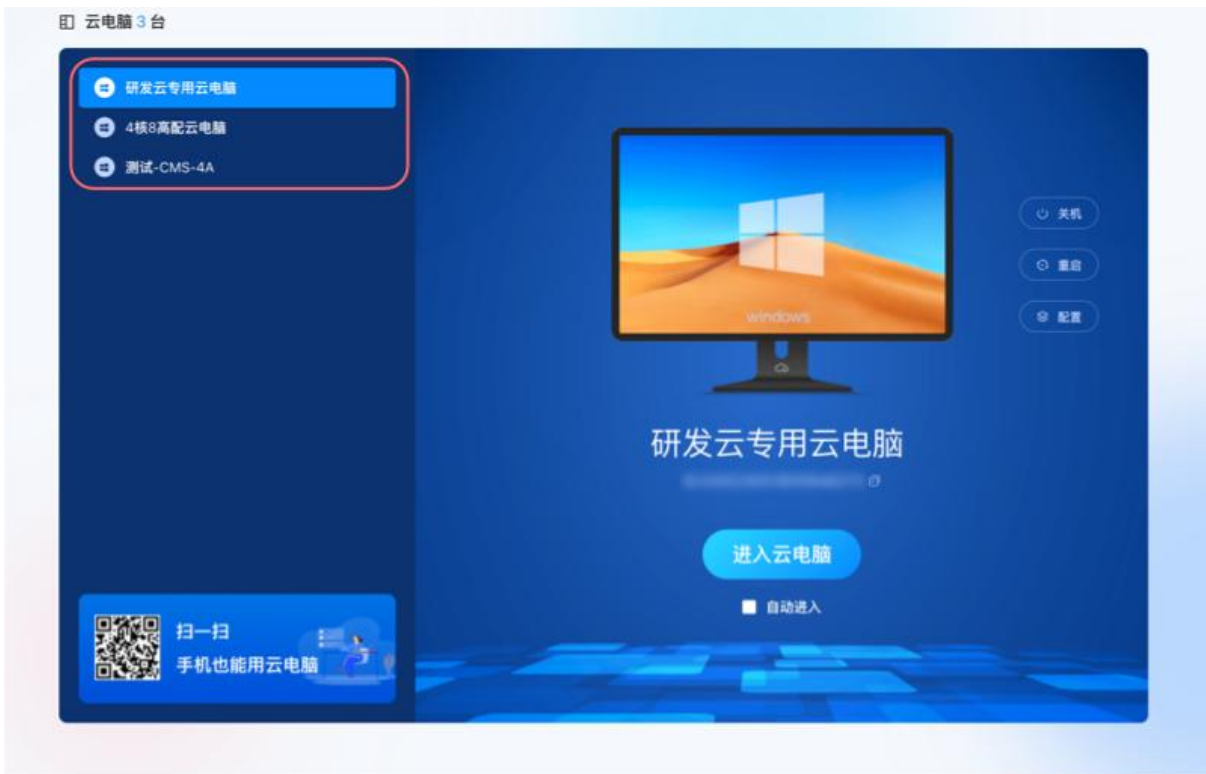 云电脑 3 台
研发云专用云电脑
4核8高配云电脑
测试-CMS-4A
关机
重启
配置
windows
研发云专用云电脑
进入云电脑
自动进入
扫一扫
手机也能用云电脑